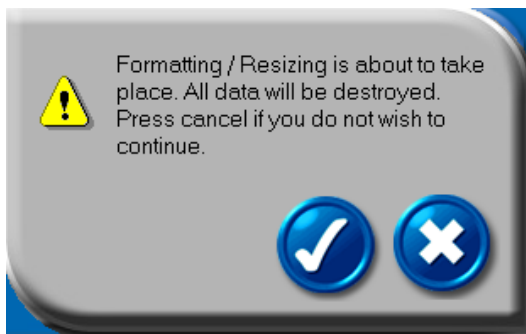 Formatting / Resizing is about to take
place. All data will be destroyed.
Press cancel if you do not wish to
continue.